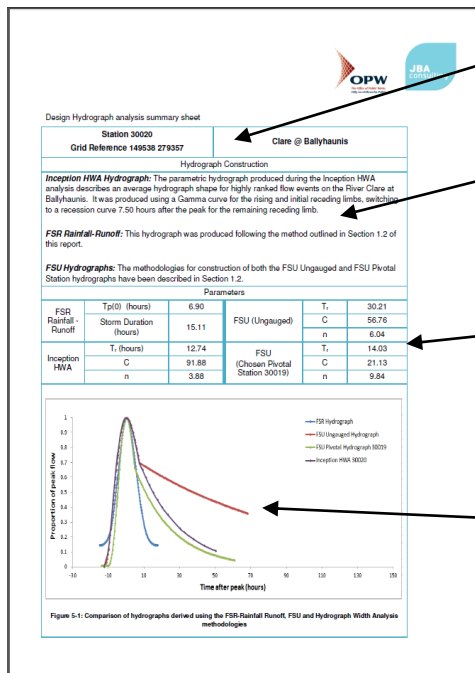 OPW
JBA
consulting
Design Hydrograph analysis summary sheet
Station 30020
Grid Reference 149538 279357
Clare @ Ballyhaunis
Hydrograph Construction
Inception HWA Hydrograph: The parametric hydrograph produced during the Inception HWA
analysis describes an average hydrograph shape for highly ranked flow events on the River Clare at
Ballyhaunis. It was produced using a Gamma curve for the rising and initial receding limbs, switching
to a recession curve 7.50 hours after the peak for the remaining receding limb.
FSR Rainfall-Runoff: This hydrograph was produced following the method outlined in Section 1.2 of
this report.
FSU Hydrographs: The methodologies for construction of both the FSU Ungauged and FSU Pivotal
Station hydrographs have been described in Section 1.2.
Parameters
FSR Rainfall - Runoff
Tp(0) (hours) 6.90
Storm Duration (hours) 15.11
FSU (Ungauged)
Tr 30.21
C 56.76
n 6.04
Inception HWA
Tr (hours) 12.74
C 91.88
n 3.88
FSU (Chosen Pivotal Station 30019)
Tr 14.03
C 21.13
n 9.84
Proportion of peak flow
1
0.9
0.8
0.7
0.6
0.5
0.4
0.3
0.2
0.1
0
-30 -10 10 30 50 70 90 110 130 150
Time after peak (hours)
FSR Hydrograph
FSU Ungauged Hydrograph
FSU Pivotal Hydrograph 30019
Inception HWA 30020
Figure 5-1: Comparison of hydrographs derived using the FSR-Rainfall Runoff, FSU and Hydrograph Width Analysis
methodologies